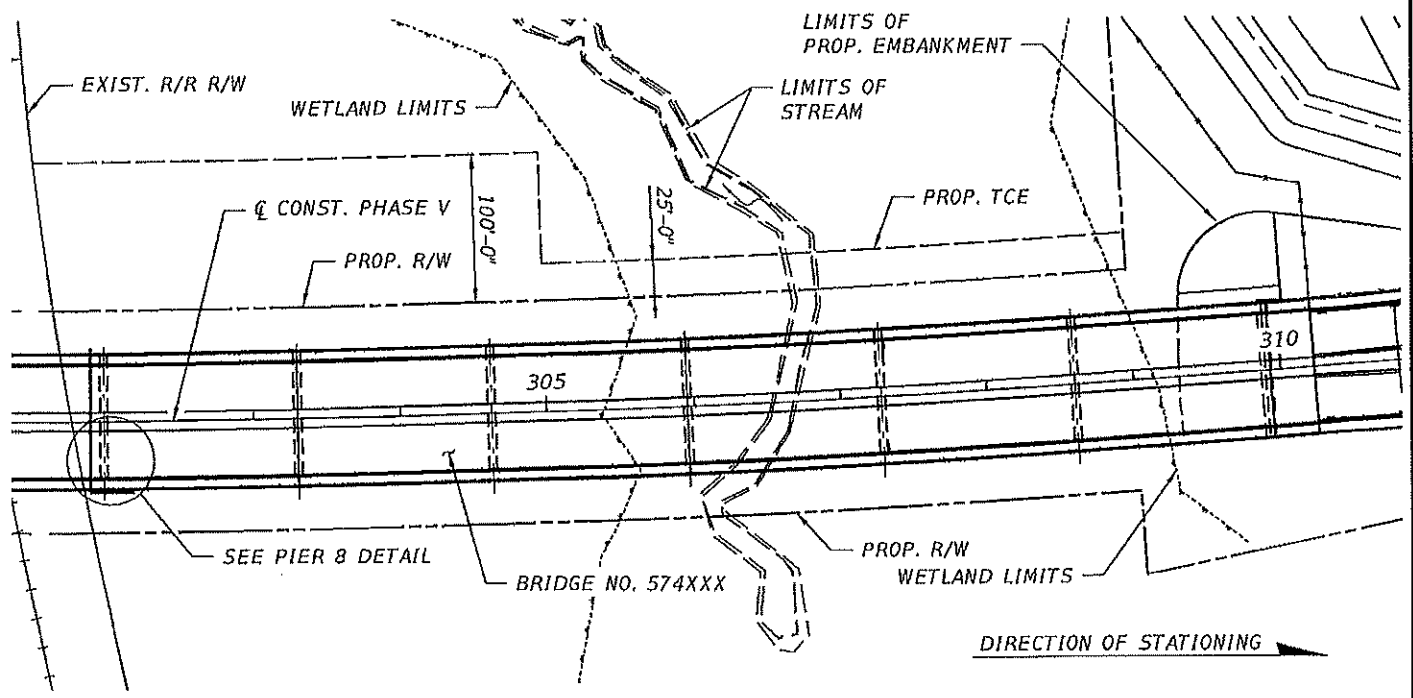 LIMITS OF
PROP. EMBANKMENT
EXIST. R/R R/W
WETLAND LIMITS
LIMITS OF
STREAM
℄ CONST. PHASE V
100'-0"
25'-0"
PROP. TCE
PROP. R/W
310
305
SEE PIER 8 DETAIL
BRIDGE NO. 574XXX
PROP. R/W
WETLAND LIMITS
DIRECTION OF STATIONING